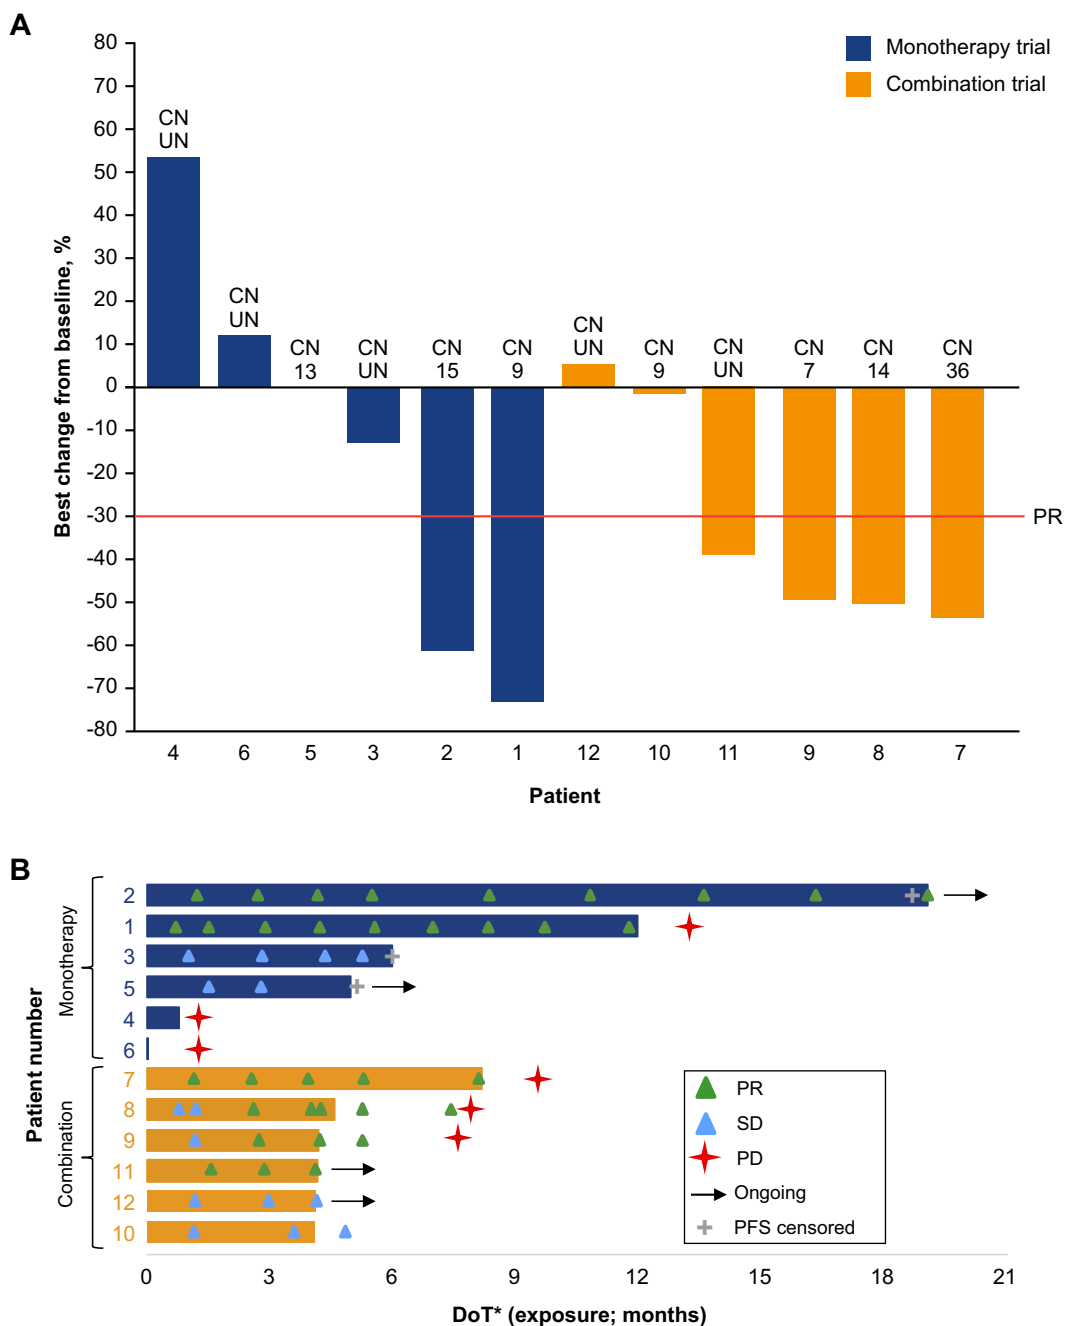 A
Monotherapy trial
Combination trial
Best change from baseline, %
80
70
60
50
40
30
20
10
0
-10
-20
-30
-40
-50
-60
-70
-80
CN
UN
CN
UN
CN
13
CN
UN
CN
15
CN
9
CN
UN
CN
9
CN
UN
CN
7
CN
14
CN
36
PR
4 6 5 3 2 1 12 10 11 9 8 7
Patient
B
Patient number
Monotherapy
Combination
2
1
3
5
4
6
7
8
9
11
12
10
PR
SD
PD
Ongoing
PFS censored
0 3 6 9 12 15 18 21
DoT* (exposure; months)